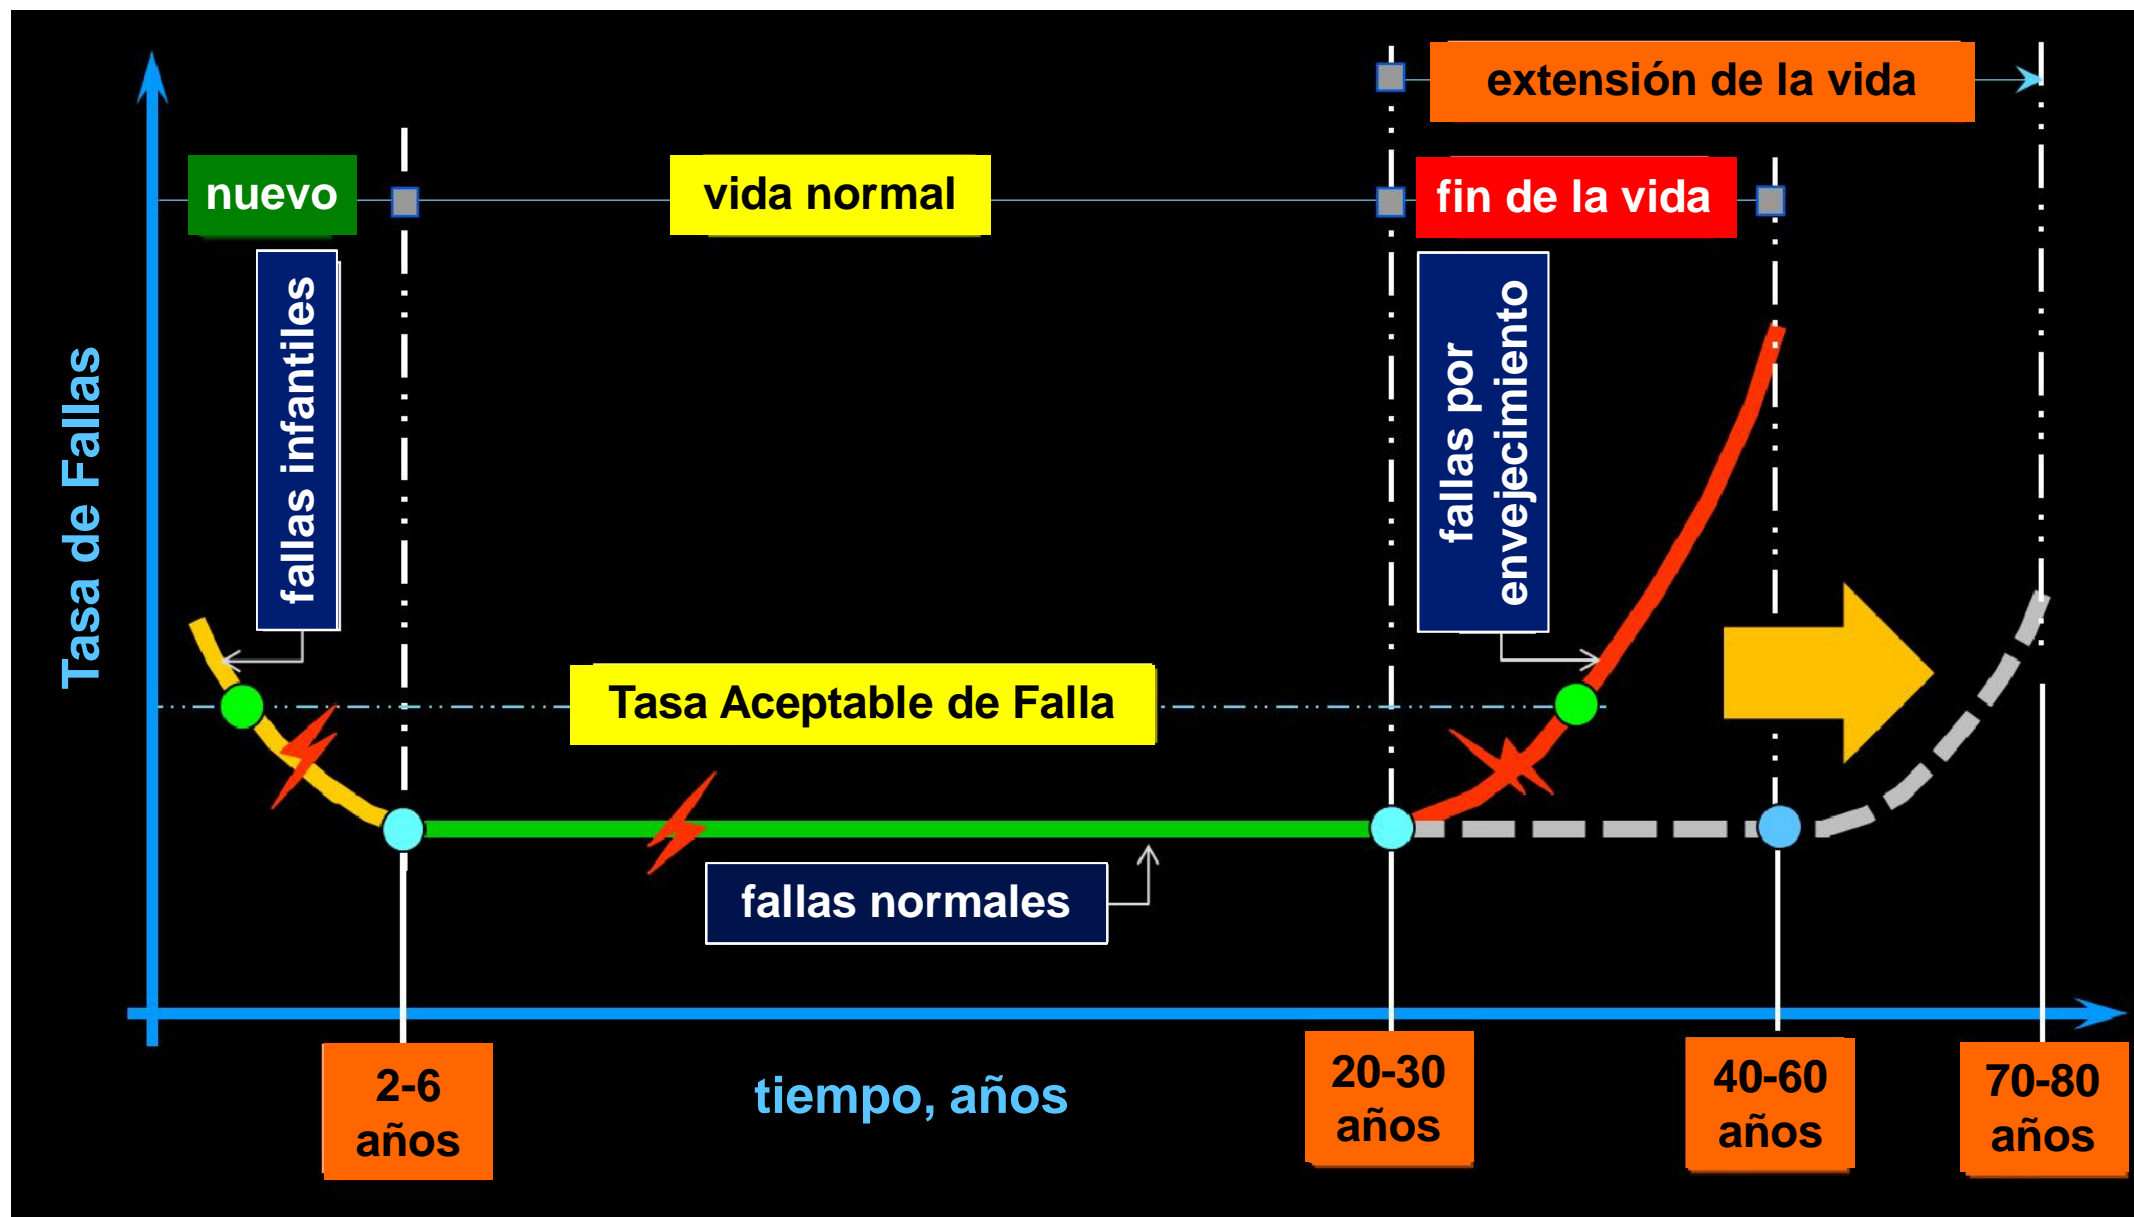 extensión de la vida
nuevo
vida normal
fin de la vida
fallas infantiles
fallas por
envejecimiento
Tasa de Fallas
Tasa Aceptable de Falla
fallas normales
2-6
años
tiempo, años
20-30
años
40-60
años
70-80
años